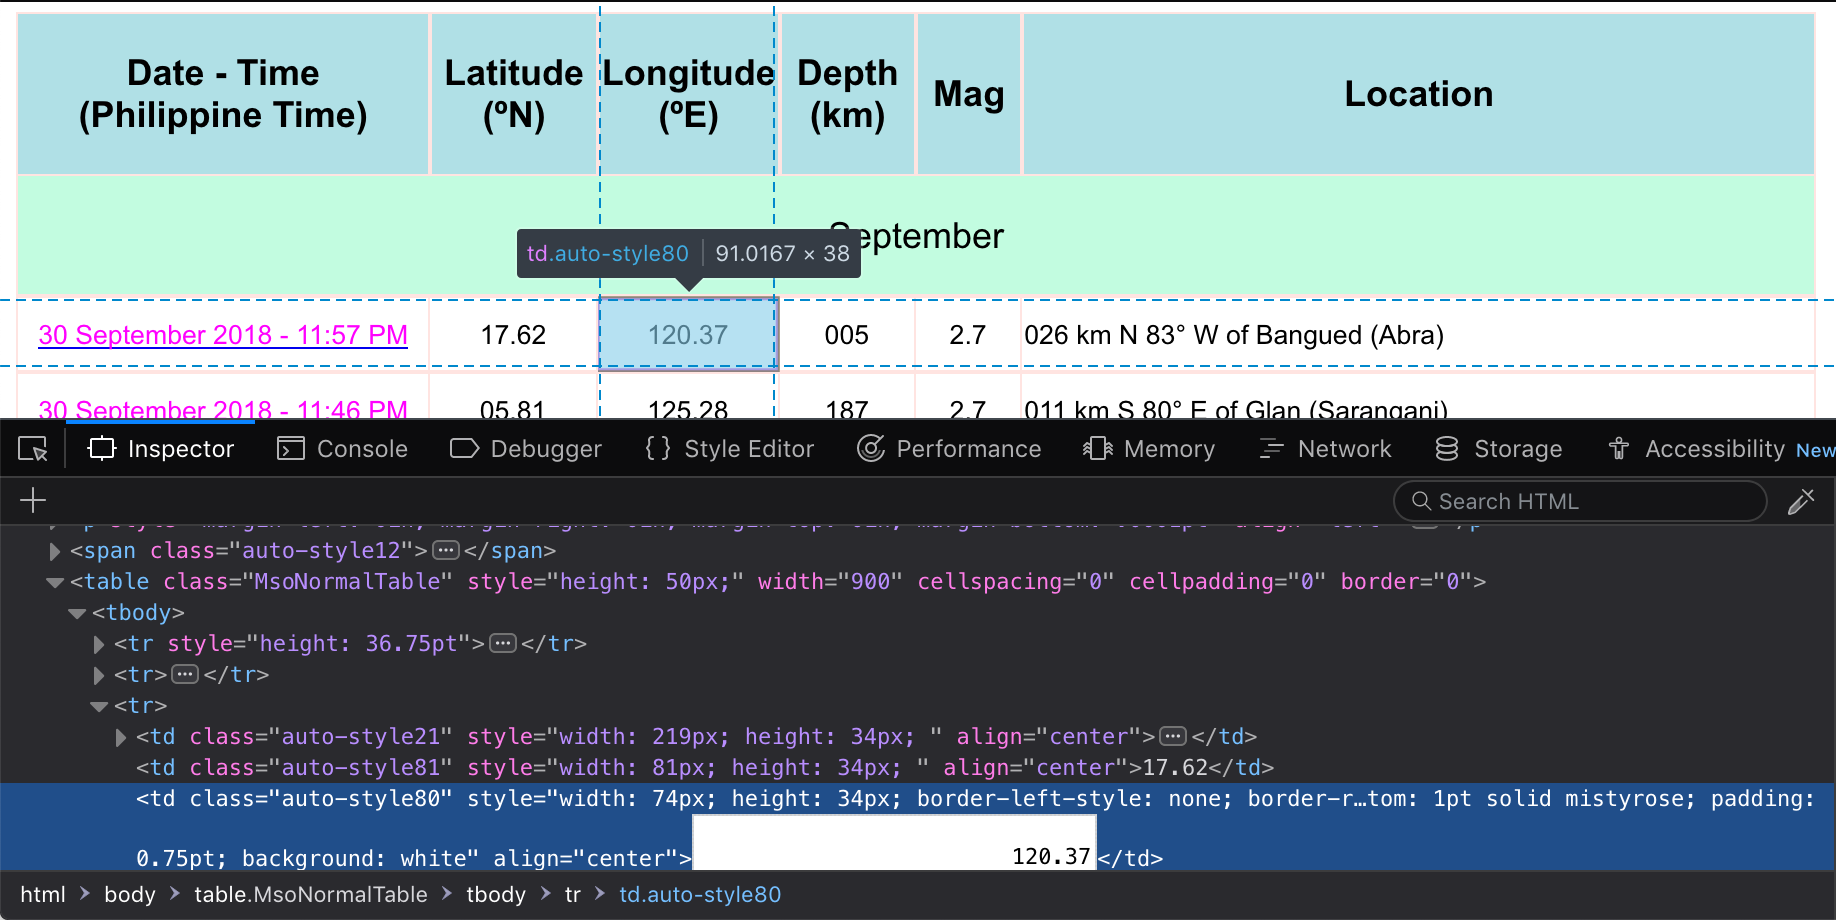 Date - Time
(Philippine Time)
Latitude
(ºN)
Longitude
(ºE)
Depth
(km)
Mag
Location
September
td.auto-style80 | 91.0167 × 38
30 September 2018 - 11:57 PM 17.62 120.37 005 2.7 026 km N 83° W of Bangued (Abra)
30 September 2018 - 11:46 PM 05.81 125.28 187 2.7 011 km S 80° E of Glan (Sarangani)
Inspector Console Debugger {} Style Editor Performance Memory Network Storage Accessibility New
+ Search HTML
<span class="auto-style12">…</span>
<table class="MsoNormalTable" style="height: 50px;" width="900" cellspacing="0" cellpadding="0" border="0">
<tbody>
<tr style="height: 36.75pt">…</tr>
<tr>…</tr>
<tr>
<td class="auto-style21" style="width: 219px; height: 34px; " align="center">…</td>
<td class="auto-style81" style="width: 81px; height: 34px; " align="center">17.62</td>
<td class="auto-style80" style="width: 74px; height: 34px; border-left-style: none; border-r…tom: 1pt solid mistyrose; padding:
0.75pt; background: white" align="center"> 120.37</td>
html > body > table.MsoNormalTable > tbody > tr > td.auto-style80